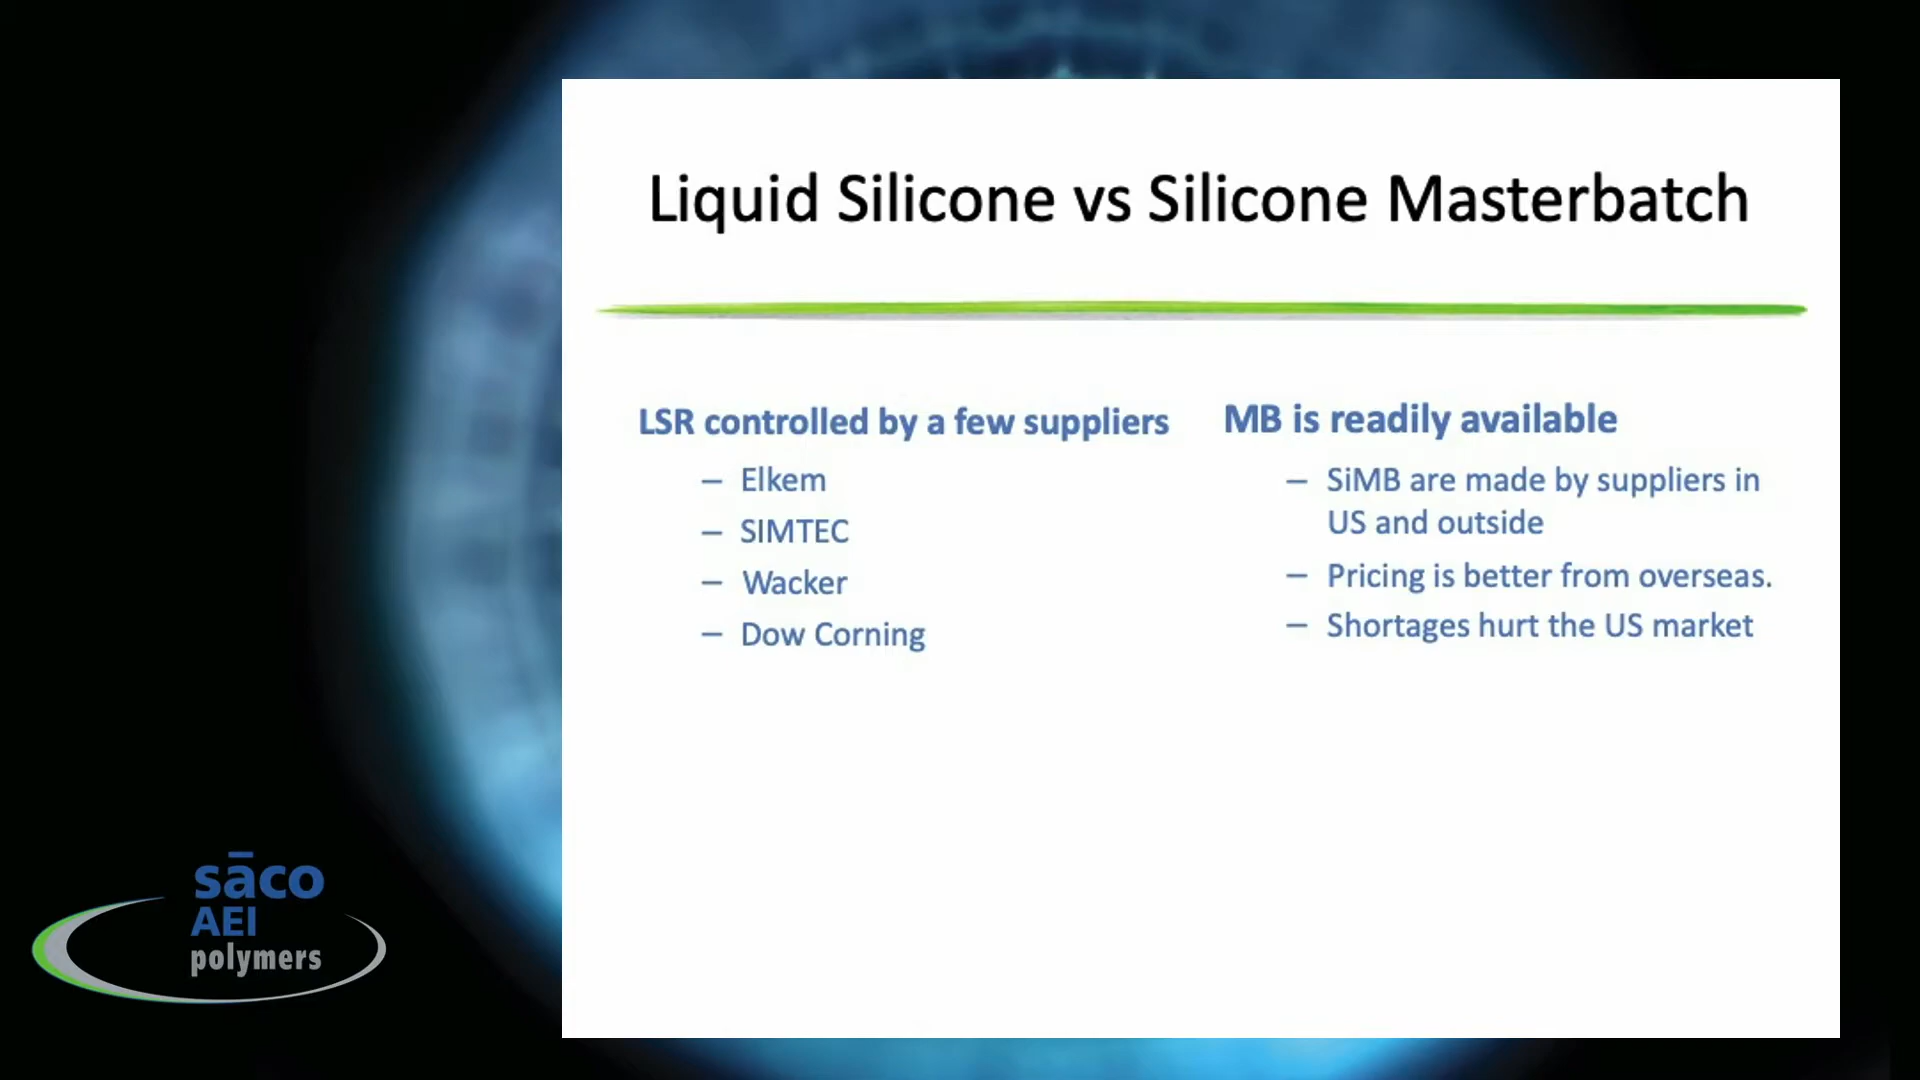 Liquid Silicone vs Silicone Masterbatch
LSR controlled by a few suppliers
– Elkem
– SIMTEC
– Wacker
– Dow Corning
MB is readily available
– SiMB are made by suppliers in
US and outside
– Pricing is better from overseas.
– Shortages hurt the US market
sāco
AEI
polymers